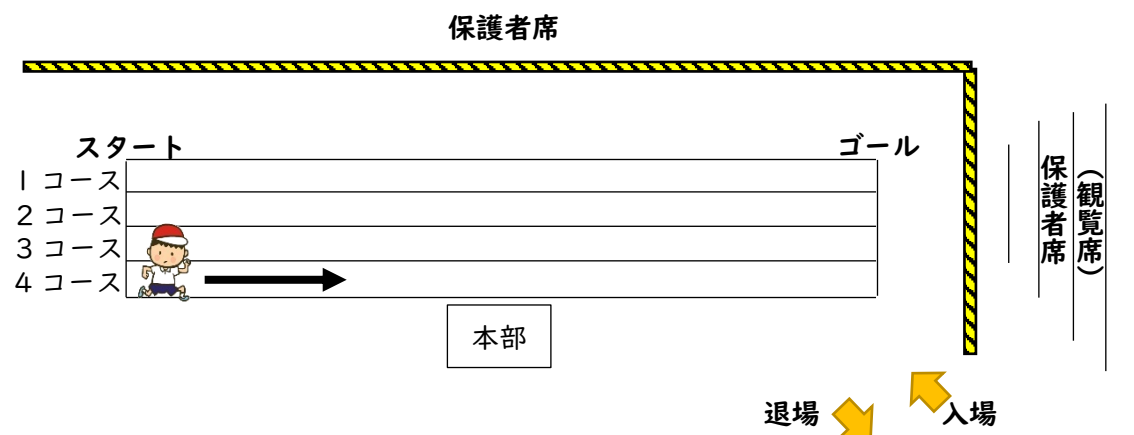 保護者席
スタート
ゴール
1コース
2コース
3コース
4コース
本部
保護者席
（観覧席）
退場
入場